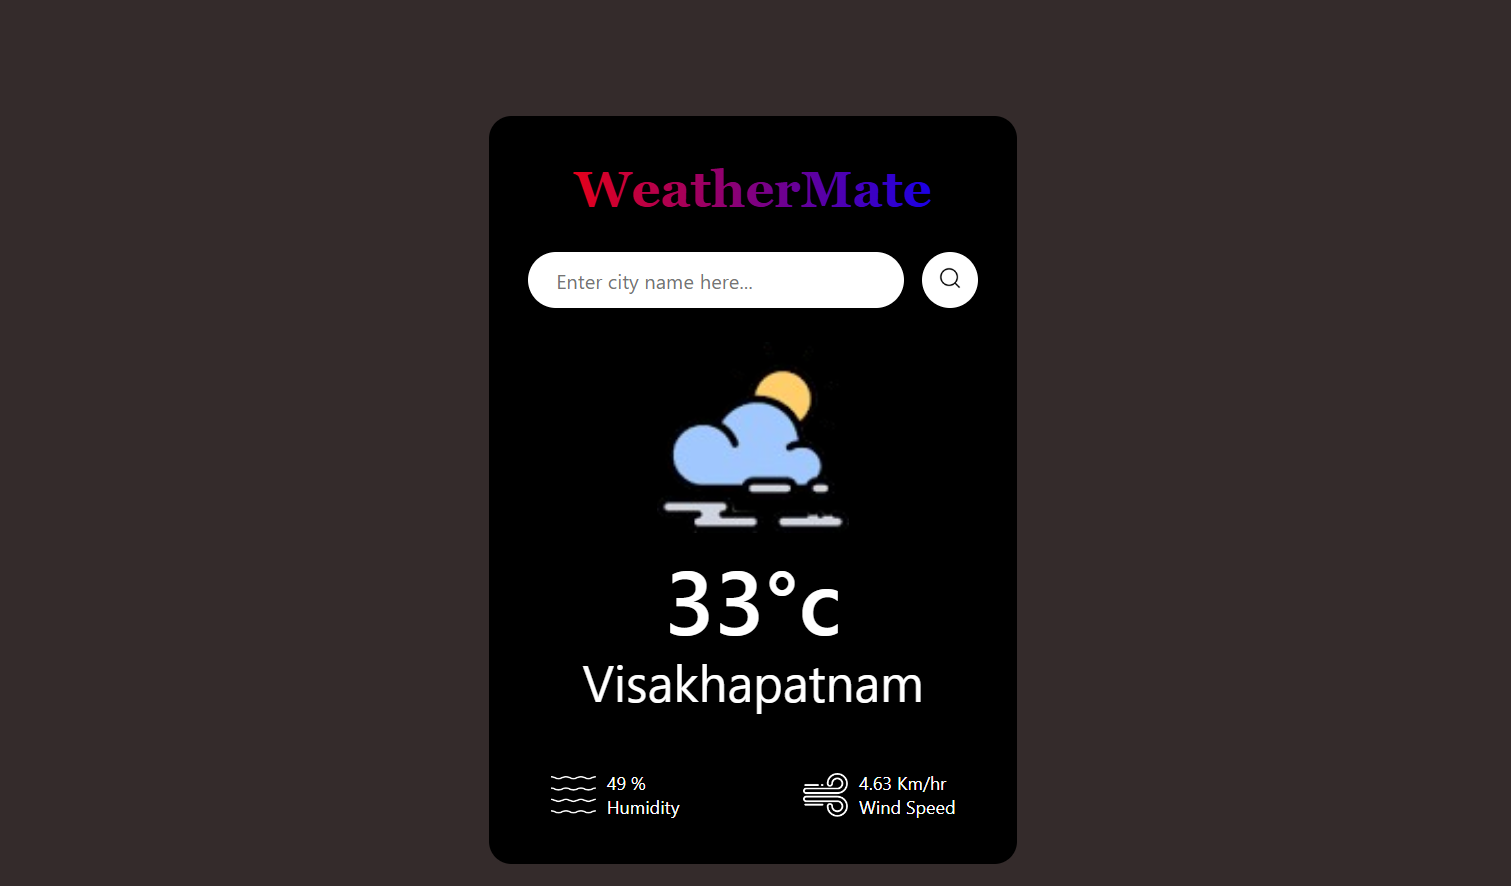 WeatherMate
Enter city name here...
33°c
Visakhapatnam
49 %
Humidity
4.63 Km/hr
Wind Speed